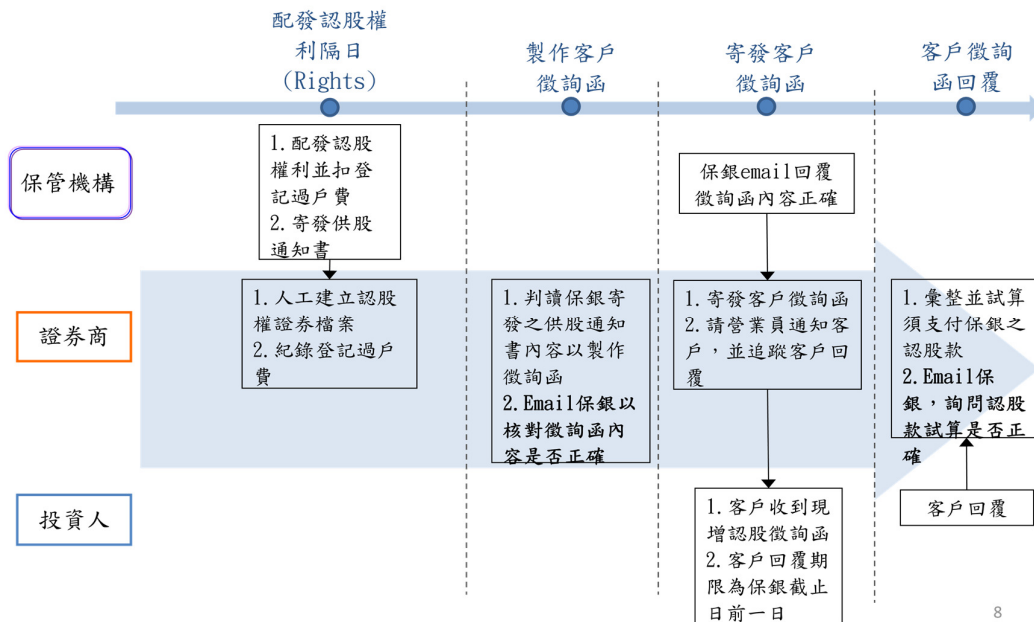 配發認股權
利隔日
(Rights)
製作客戶
徵詢函
寄發客戶
徵詢函
客戶徵詢
函回覆
保管機構
1.配發認股
權利並扣登
記過戶費
2.寄發供股
通知書
保銀email回覆
徵詢函內容正確
證券商
1.人工建立認股
權證券檔案
2.紀錄登記過戶
費
1.判讀保銀寄
發之供股通知
書內容以製作
徵詢函
2.Email保銀以
核對徵詢函內
容是否正確
1.寄發客戶徵詢函
2.請營業員通知客
戶，並追蹤客戶回
覆
1.彙整並試算
須支付保銀之
認股款
2.Email保
銀，詢問認股
款試算是否正
確
投資人
1.客戶收到現
增認股徵詢函
2.客戶回覆期
限為保銀截止
日前一日
客戶回覆
8